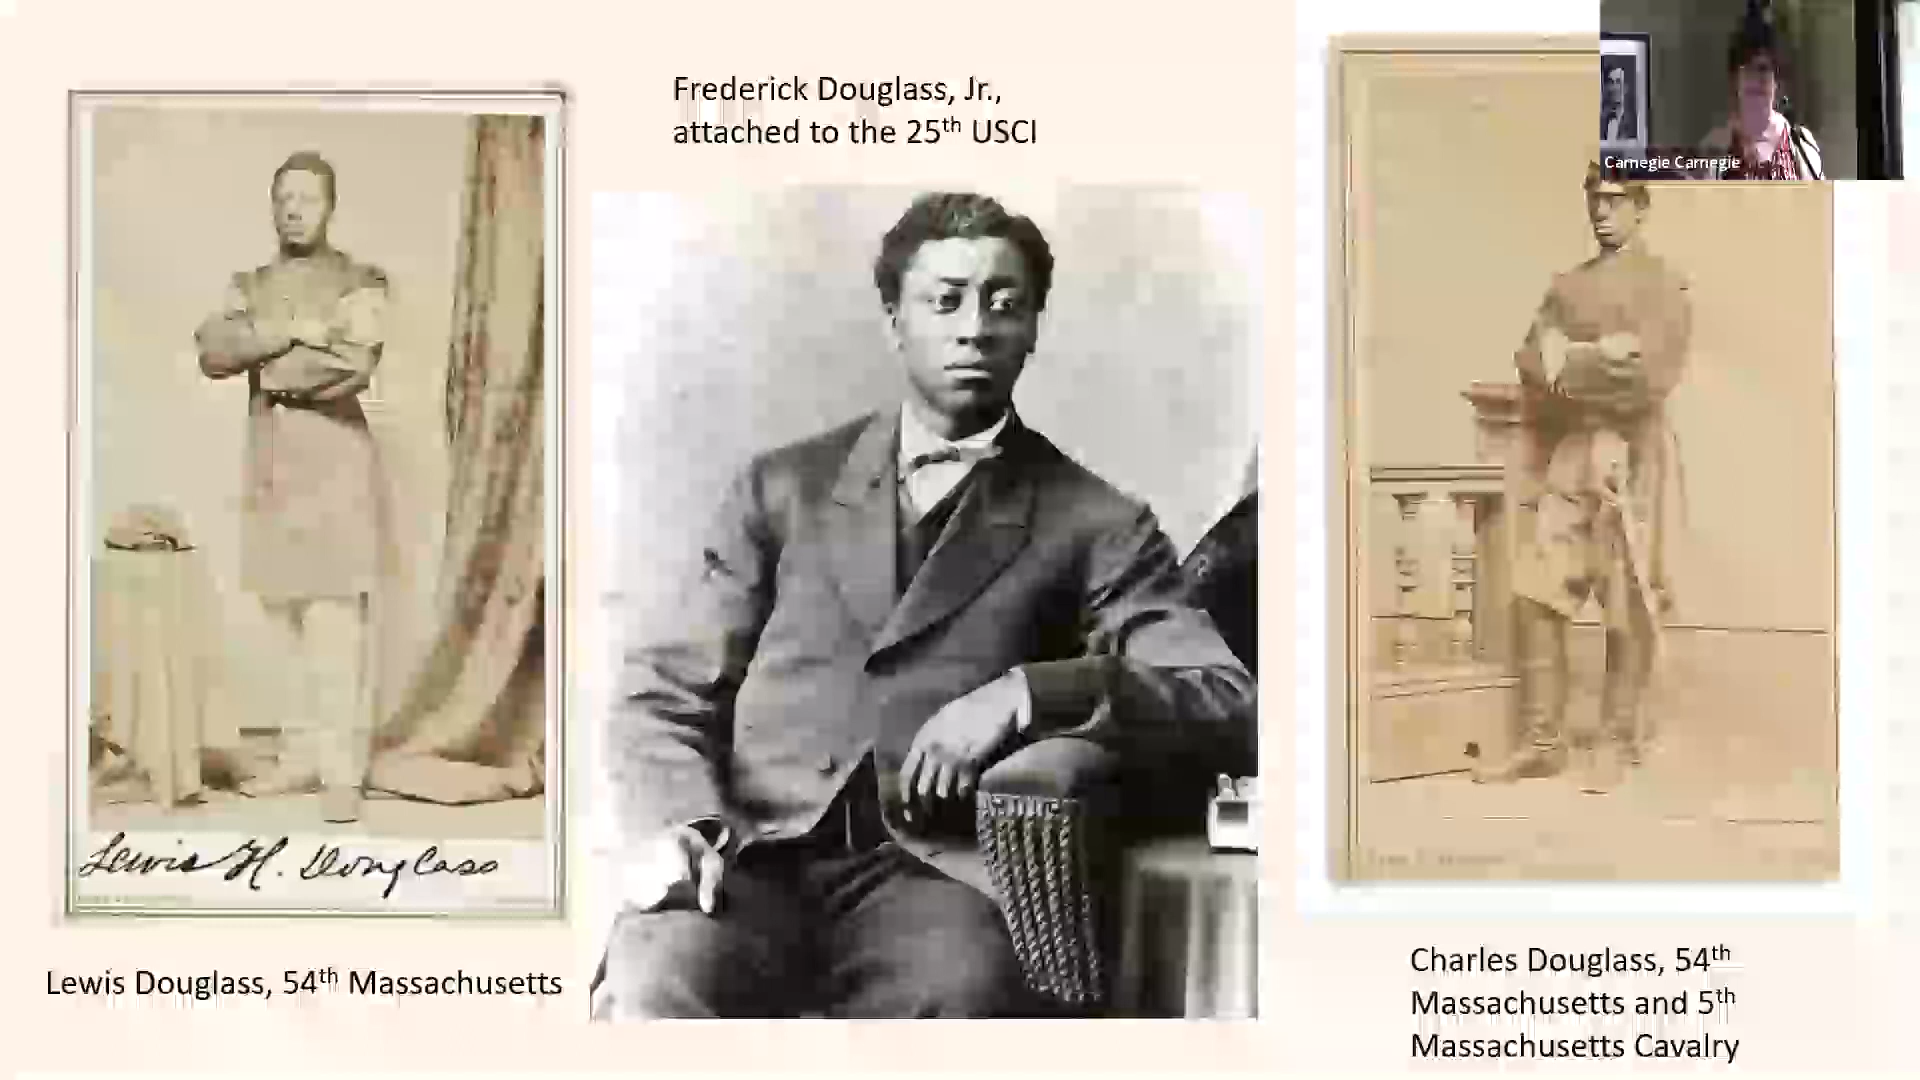 Frederick Douglass, Jr.,
attached to the 25th USCI
Carnegie Carnegie
Lewis H. Douglass
Lewis Douglass, 54th Massachusetts
Charles Douglass, 54th
Massachusetts and 5th
Massachusetts Cavalry